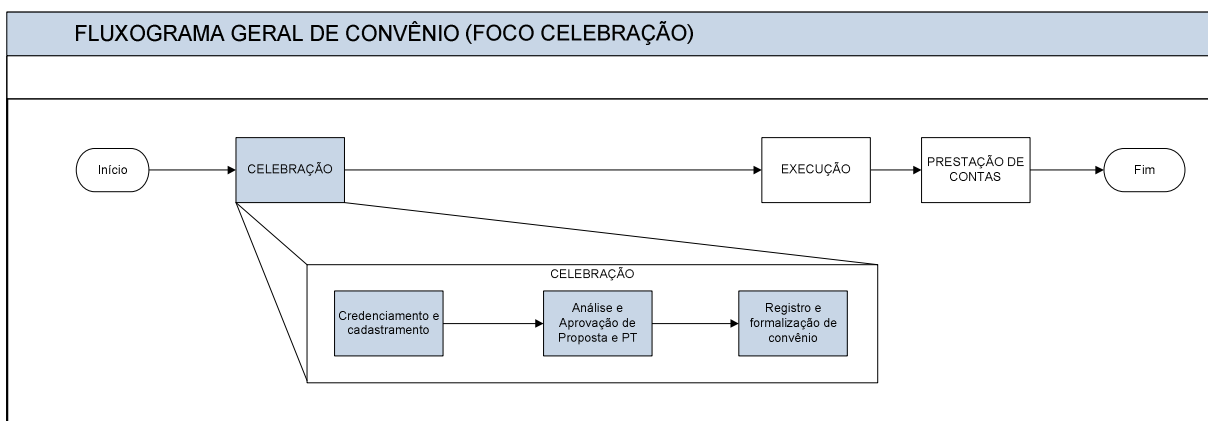 FLUXOGRAMA GERAL DE CONVÊNIO (FOCO CELEBRAÇÃO)
Início
CELEBRAÇÃO
EXECUÇÃO
PRESTAÇÃO DE
CONTAS
Fim
CELEBRAÇÃO
Credenciamento e
cadastramento
Análise e
Aprovação de
Proposta e PT
Registro e
formalização de
convênio